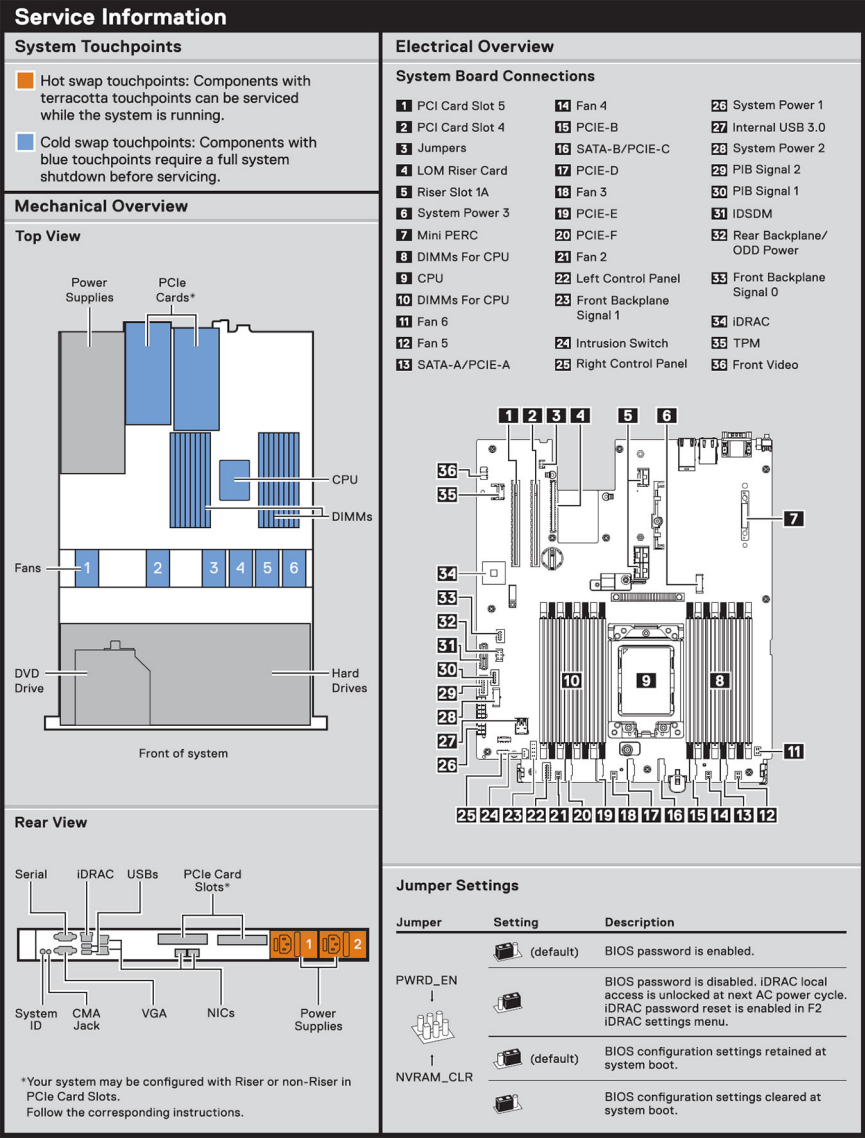 Service Information
System Touchpoints
Hot swap touchpoints: Components with
terracotta touchpoints can be serviced
while the system is running.
Cold swap touchpoints: Components with
blue touchpoints require a full system
shutdown before servicing.
Mechanical Overview
Top View
Power
Supplies
PCIe
Cards*
CPU
DIMMs
Fans
1 2 3 4 5 6
DVD
Drive
Hard
Drives
Front of system
Rear View
Serial iDRAC USBs PCIe Card
Slots*
1 2
System
ID
CMA
Jack
VGA
NICs
Power
Supplies
*Your system may be configured with Riser or non-Riser in
PCIe Card Slots.
Follow the corresponding instructions.
Electrical Overview
System Board Connections
1 PCI Card Slot 5
2 PCI Card Slot 4
3 Jumpers
4 LOM Riser Card
5 Riser Slot 1A
6 System Power 3
7 Mini PERC
8 DIMMs For CPU
9 CPU
10 DIMMs For CPU
11 Fan 6
12 Fan 5
13 SATA-A/PCIE-A
14 Fan 4
15 PCIE-B
16 SATA-B/PCIE-C
17 PCIE-D
18 Fan 3
19 PCIE-E
20 PCIE-F
21 Fan 2
22 Left Control Panel
23 Front Backplane
Signal 1
24 Intrusion Switch
25 Right Control Panel
26 System Power 1
27 Internal USB 3.0
28 System Power 2
29 PIB Signal 2
30 PIB Signal 1
31 IDSDM
32 Rear Backplane/
ODD Power
33 Front Backplane
Signal 0
34 iDRAC
35 TPM
36 Front Video
1 2 3 4 5 6
36
35
7
34
33
32
31
30
29
28
27
26
10 9 8
11
25 24 23 22 21 20 19 18 17 16 15 14 13 12
Jumper Settings
Jumper Setting Description
PWRD_EN
(default) BIOS password is enabled.
BIOS password is disabled. iDRAC local
access is unlocked at next AC power cycle.
iDRAC password reset is enabled in F2
iDRAC settings menu.
NVRAM_CLR
(default) BIOS configuration settings retained at
system boot.
BIOS configuration settings cleared at
system boot.